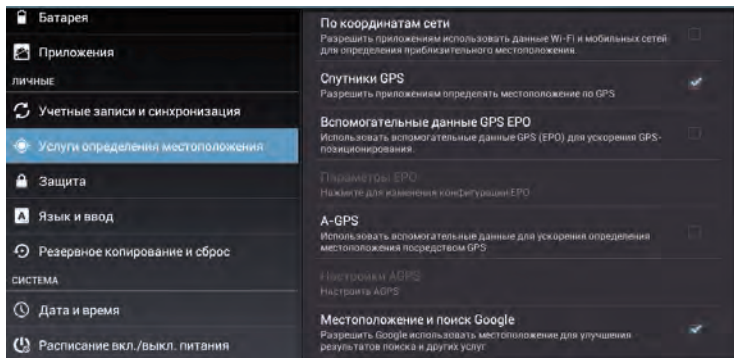 Батарея
Приложения
ЛИЧНЫЕ
Учетные записи и синхронизация
Услуги определения местоположения
Защита
Язык и ввод
Резервное копирование и сброс
СИСТЕМА
Дата и время
Расписание вкл./выкл. питания
По координатам сети
Разрешить приложениям использовать данные Wi-Fi и мобильных сетей
для определения приблизительного местоположения
Спутники GPS
Разрешить приложениям определять местоположение по GPS
Вспомогательные данные GPS EPO
Использовать вспомогательные данные GPS (EPO) для ускорения GPS-
позиционирования.
Параметры EPO
Нажмите для изменения конфигурации EPO
A-GPS
Использовать вспомогательные данные для ускорения определения
местоположения посредством GPS
Настройки AGPS
Настроить AGPS
Местоположение и поиск Google
Разрешить Google использовать местоположение для улучшения
результатов поиска и других услуг